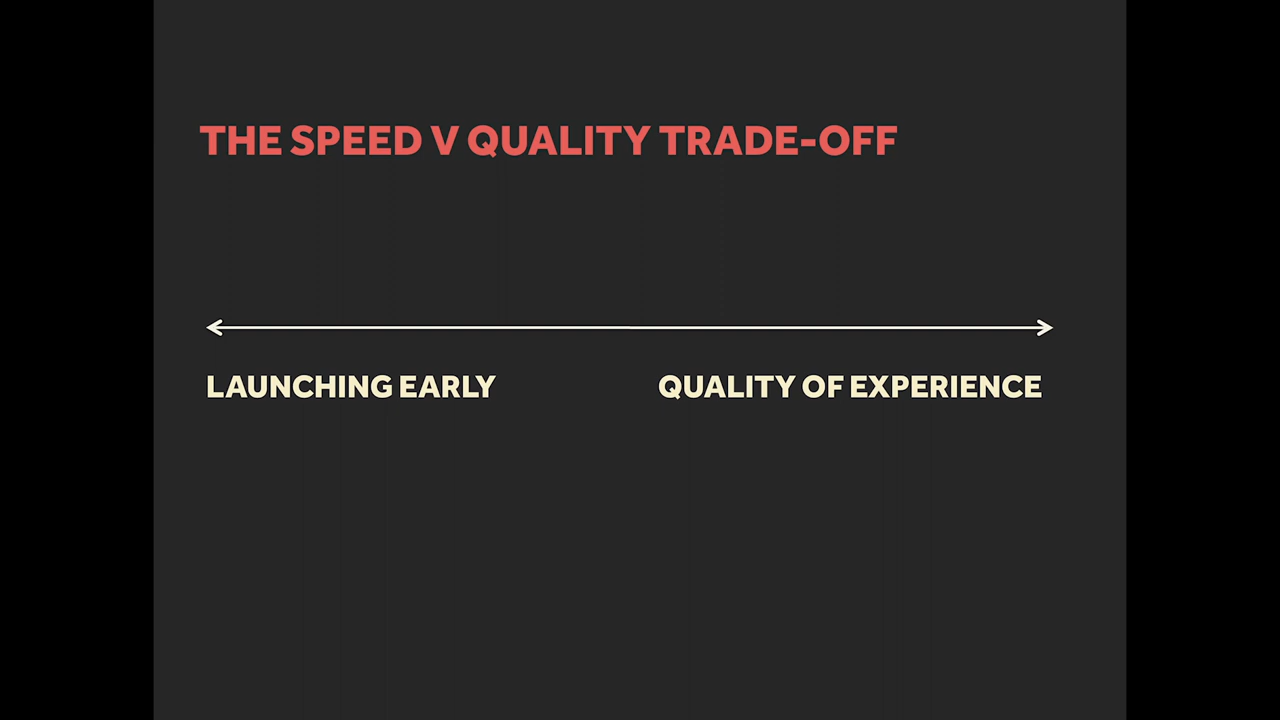 THE SPEED V QUALITY TRADE-OFF
LAUNCHING EARLY
QUALITY OF EXPERIENCE